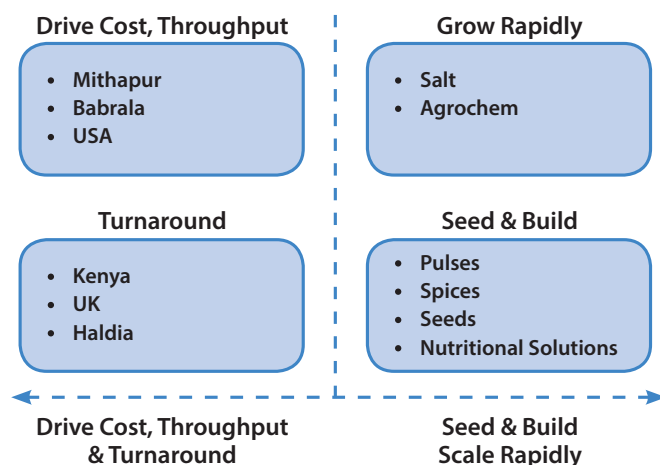 Drive Cost, Throughput
• Mithapur
• Babrala
• USA
Grow Rapidly
• Salt
• Agrochem
Turnaround
• Kenya
• UK
• Haldia
Seed & Build
• Pulses
• Spices
• Seeds
• Nutritional Solutions
Drive Cost, Throughput
& Turnaround
Seed & Build
Scale Rapidly